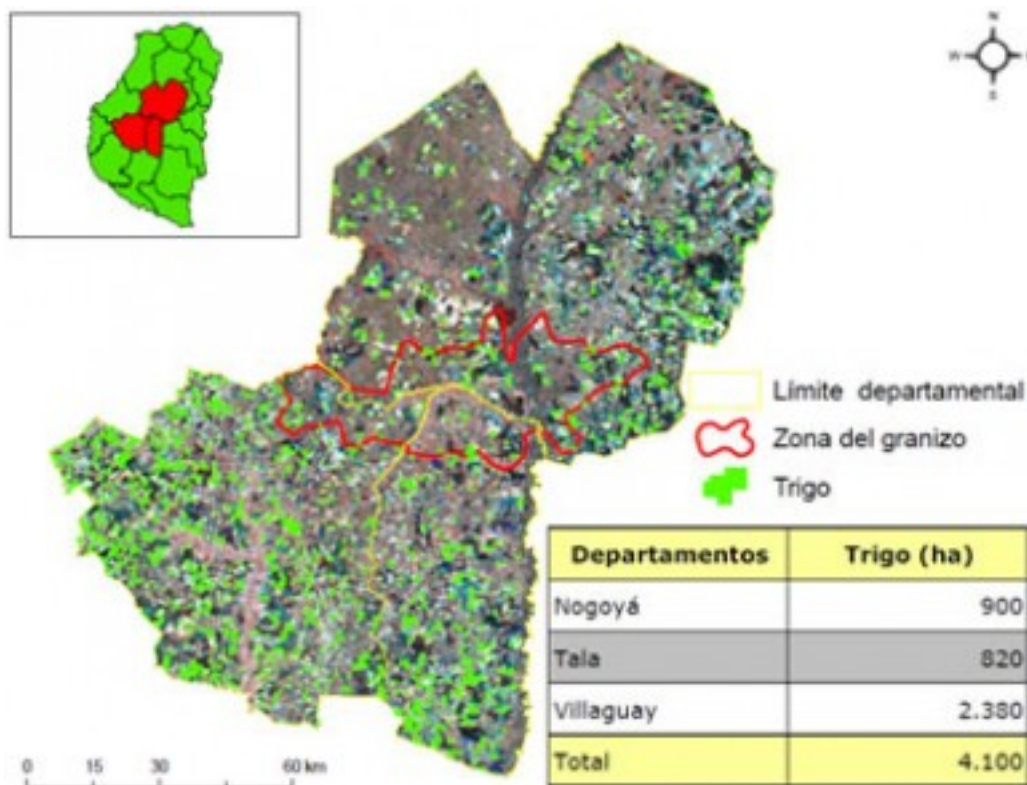 N
W
S
Límite departamental
Zona del granizo
Trigo
Departamentos Trigo (ha)
Nogoyá 900
Tala 820
Villaguay 2.380
Total 4.100
0 15 30 60 km